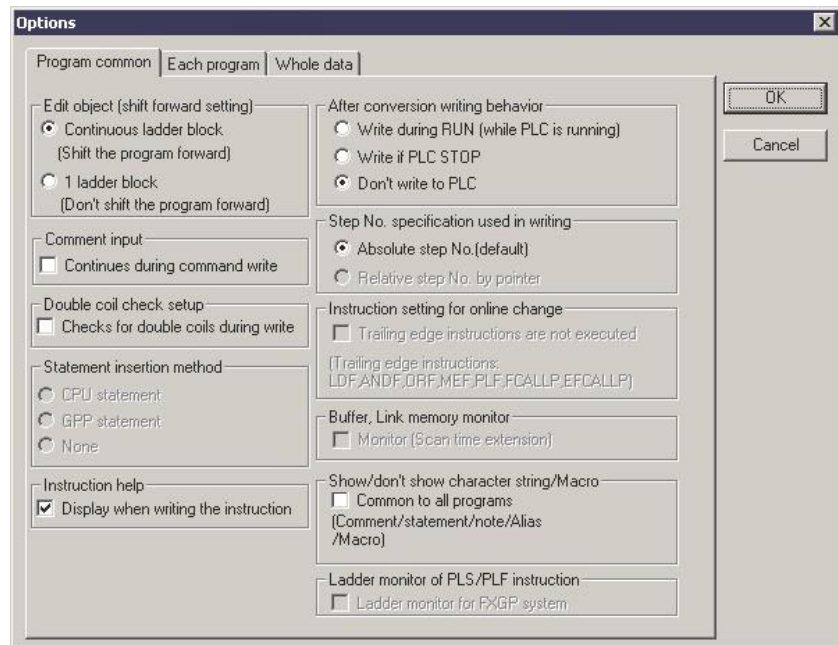 Options
Program common
Each program
Whole data
OK
Cancel
Edit object (shift forward setting)
Continuous ladder block
(Shift the program forward)
1 ladder block
(Don't shift the program forward)
Comment input
Continues during command write
Double coil check setup
Checks for double coils during write
Statement insertion method
CPU statement
GPP statement
None
Instruction help
Display when writing the instruction
After conversion writing behavior
Write during RUN (while PLC is running)
Write if PLC STOP
Don't write to PLC
Step No. specification used in writing
Absolute step No.(default)
Relative step No. by pointer
Instruction setting for online change
Trailing edge instructions are not executed
(Trailing edge instructions:
LDF,ANDF,ORF,MEF,PLF,FCALLP,EFCALLP)
Buffer, Link memory monitor
Monitor (Scan time extension)
Show/don't show character string/Macro
Common to all programs
(Comment/statement/note/Alias
/Macro)
Ladder monitor of PLS/PLF instruction
Ladder monitor for FXGP system